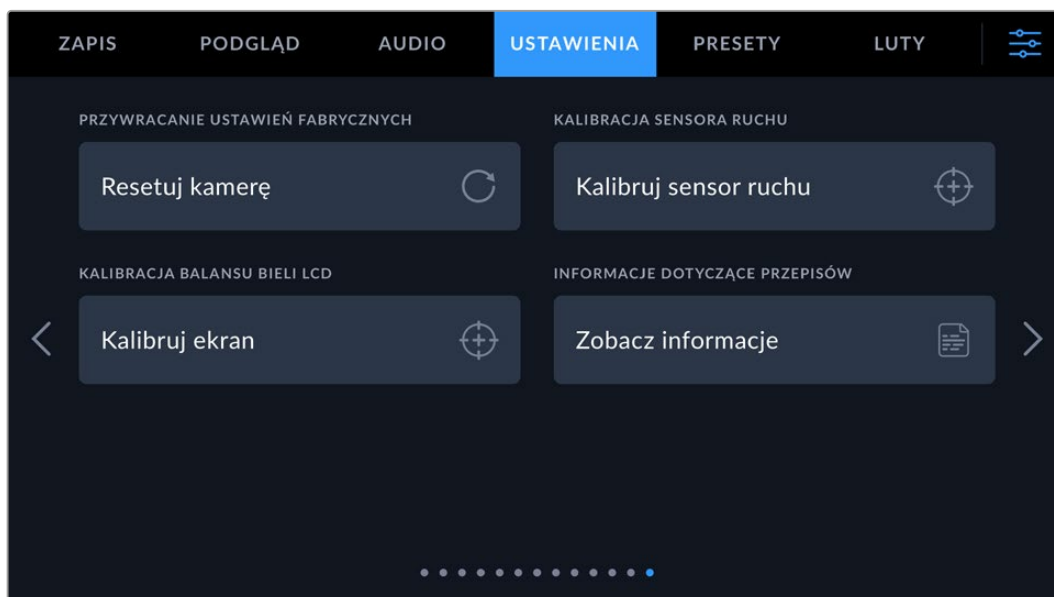 ZAPIS PODGLĄD AUDIO USTAWIENIA PRESETY LUTY
PRZYWRACANIE USTAWIEŃ FABRYCZNYCH
Resetuj kamerę
KALIBRACJA SENSORA RUCHU
Kalibruj sensor ruchu
KALIBRACJA BALANSU BIELI LCD
Kalibruj ekran
INFORMACJE DOTYCZĄCE PRZEPISÓW
Zobacz informacje